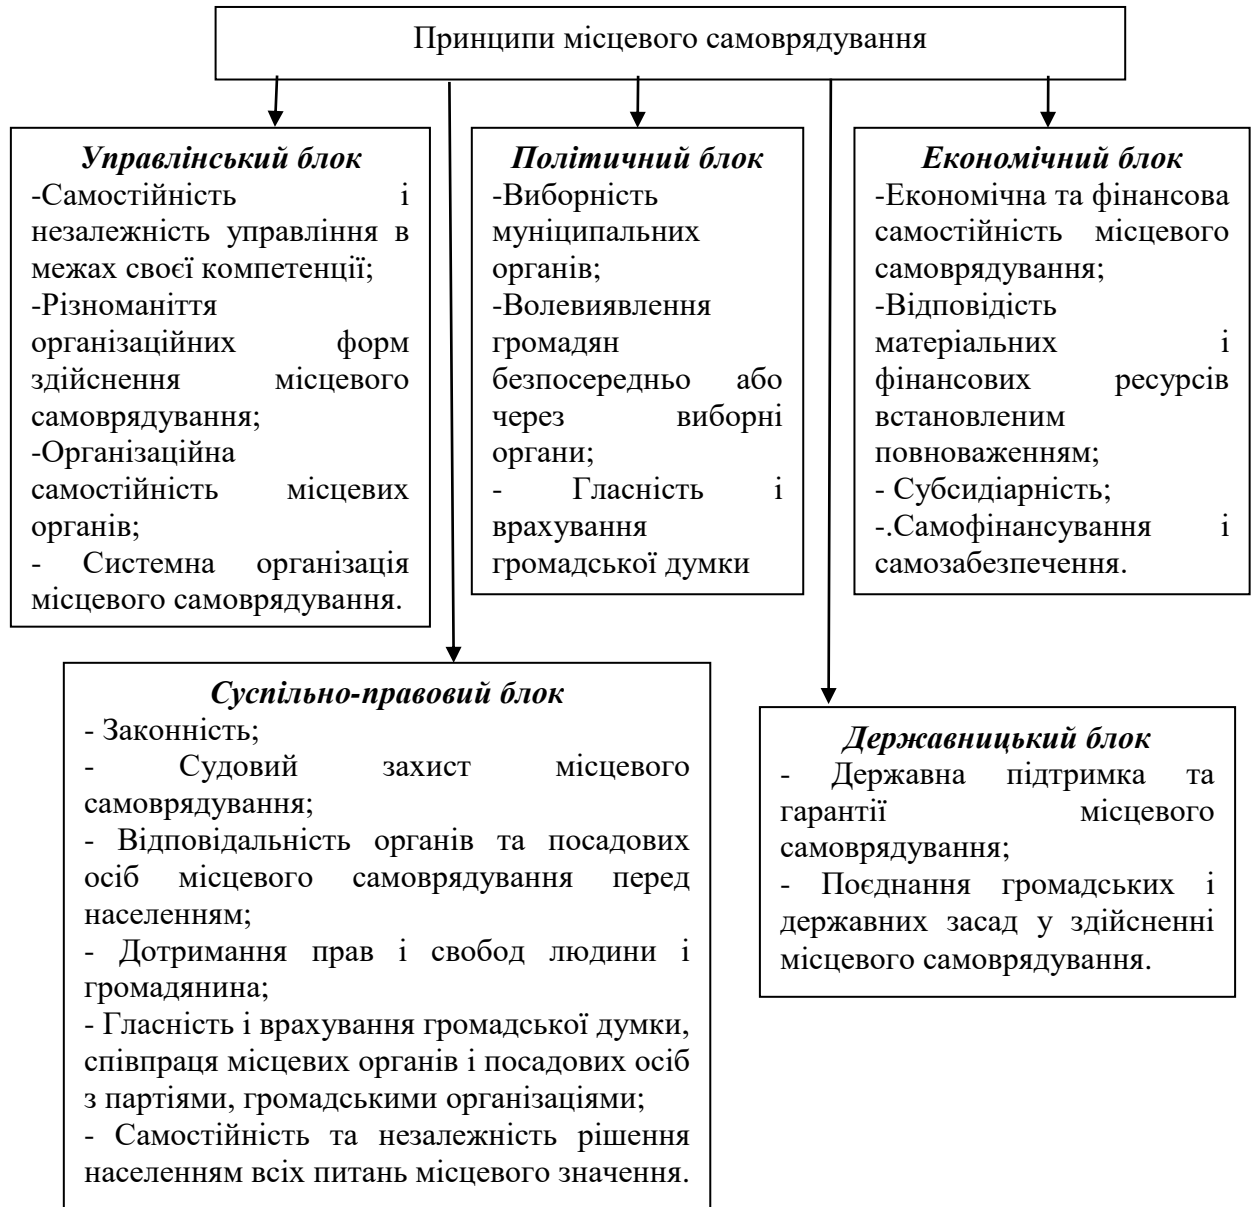 Принципи місцевого самоврядування
Управлінський блок
-Самостійність і
незалежність управління в
межах своєї компетенції;
-Різноманіття
організаційних форм
здійснення місцевого
самоврядування;
-Організаційна
самостійність місцевих
органів;
- Системна організація
місцевого самоврядування.
Політичний блок
-Виборність
муніципальних
органів;
-Волевиявлення
громадян
безпосередньо або
через виборні
органи;
- Гласність і
врахування
громадської думки
Економічний блок
-Економічна та фінансова
самостійність місцевого
самоврядування;
-Відповідість
матеріальних і
фінансових ресурсів
встановленим
повноваженням;
- Субсидіарність;
-.Самофінансування і
самозабезпечення.
Суспільно-правовий блок
- Законність;
- Судовий захист місцевого
самоврядування;
- Відповідальність органів та посадових
осіб місцевого самоврядування перед
населенням;
- Дотримання прав і свобод людини і
громадянина;
- Гласність і врахування громадської думки,
співпраця місцевих органів і посадових осіб
з партіями, громадськими організаціями;
- Самостійність та незалежність рішення
населенням всіх питань місцевого значення.
Державницький блок
- Державна підтримка та
гарантії місцевого
самоврядування;
- Поєднання громадських і
державних засад у здійсненні
місцевого самоврядування.